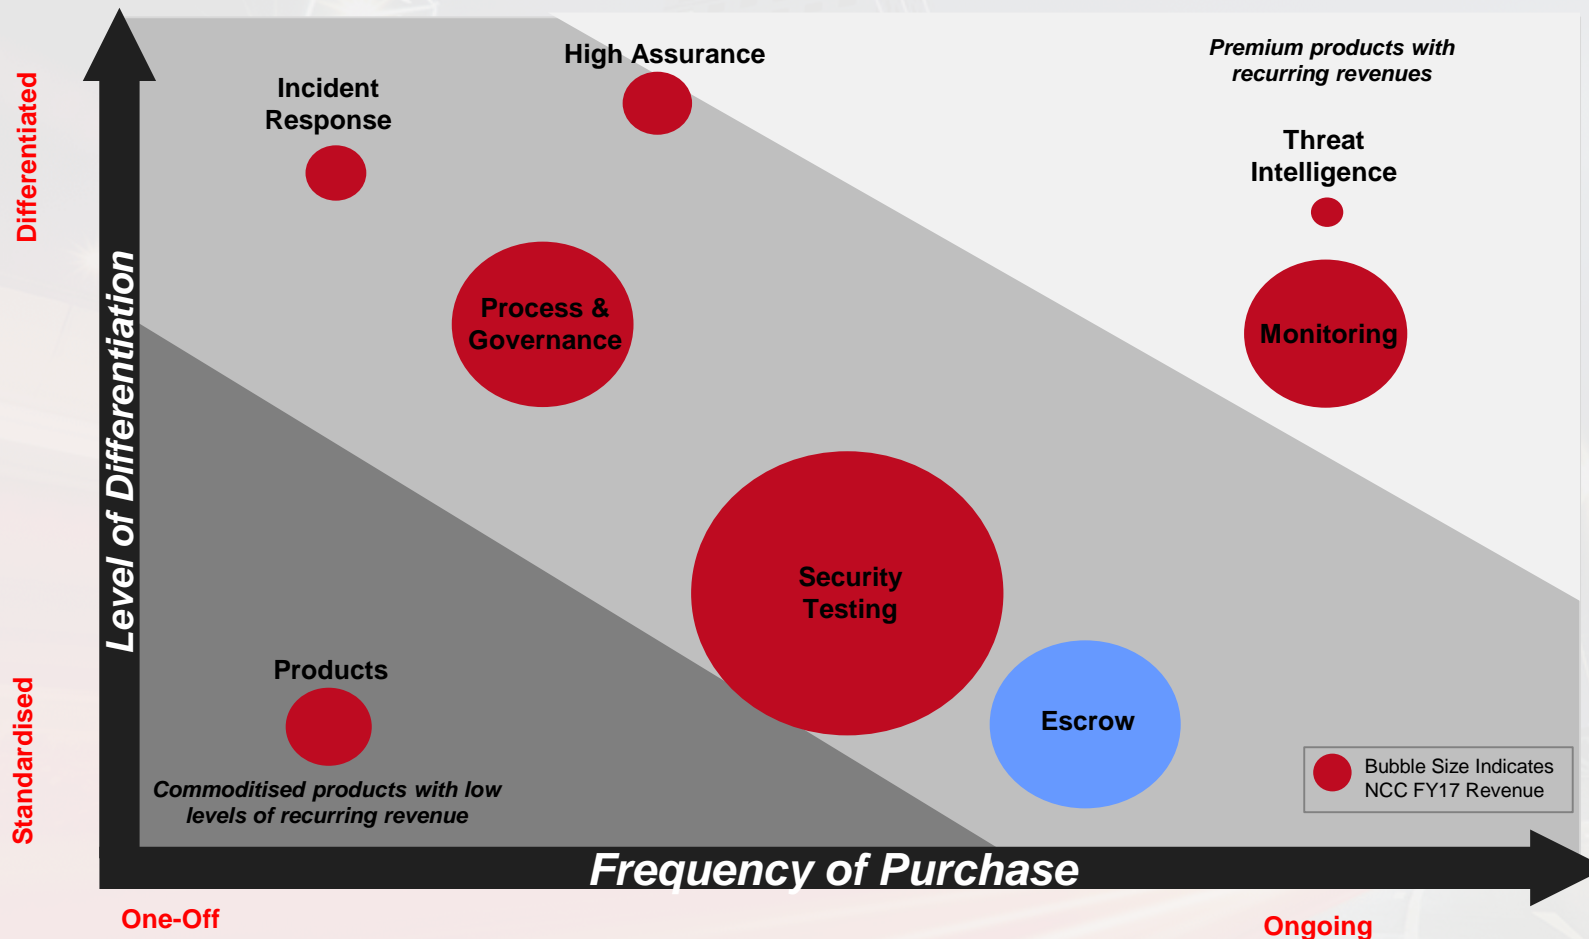 High Assurance
Premium products with
recurring revenues
Incident
Response
Differentiated
Threat
Intelligence
Process &
Governance
Monitoring
Level of Differentiation
Security
Testing
Products
Escrow
Standardised
Commoditised products with low
levels of recurring revenue
Bubble Size Indicates
NCC FY17 Revenue
Frequency of Purchase
One-Off
Ongoing